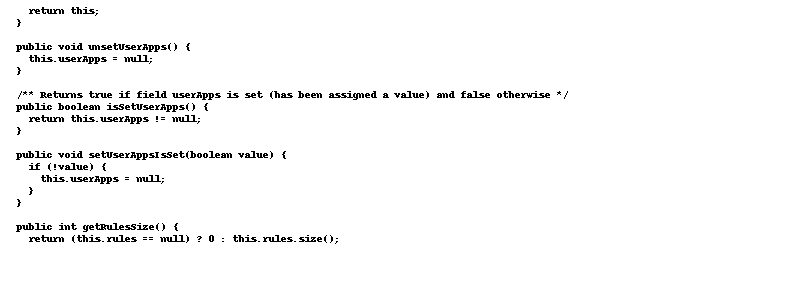 return this;
}
public void unsetUserApps() {
this.userApps = null;
}
/** Returns true if field userApps is set (has been assigned a value) and false otherwise */
public boolean isSetUserApps() {
return this.userApps != null;
}
public void setUserAppsIsSet(boolean value) {
if (!value) {
this.userApps = null;
}
}
public int getRulesSize() {
return (this.rules == null) ? 0 : this.rules.size();